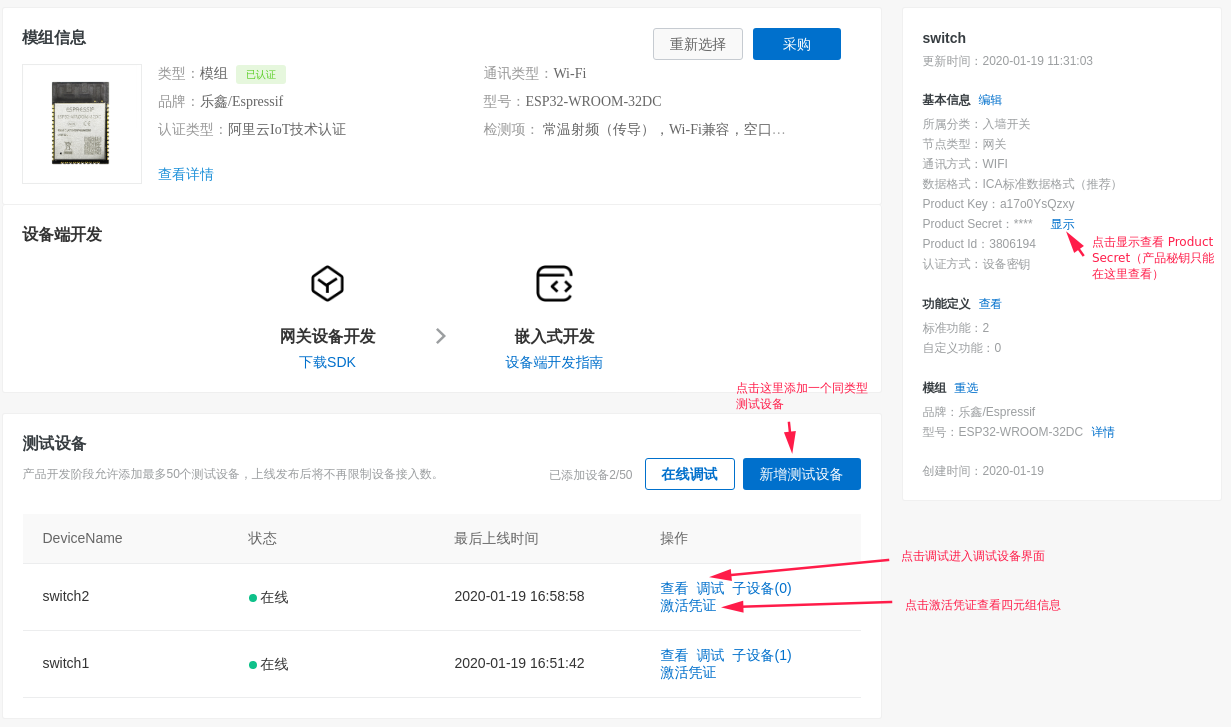 模组信息
重新选择
采购
ESPRESSIF
类型：模组 已认证
通讯类型：Wi-Fi
品牌：乐鑫/Espressif
型号：ESP32-WROOM-32DC
认证类型：阿里云IoT技术认证
检测项： 常温射频（传导），Wi-Fi兼容，空口…
查看详情
设备端开发
网关设备开发
下载SDK
嵌入式开发
设备端开发指南
点击这里添加一个同类型
测试设备
测试设备
产品开发阶段允许添加最多50个测试设备，上线发布后将不再限制设备接入数。
已添加设备2/50
在线调试
新增测试设备
DeviceName 状态 最后上线时间 操作
switch2 在线 2020-01-19 16:58:58 查看 调试 子设备(0)
激活凭证
switch1 在线 2020-01-19 16:51:42 查看 调试 子设备(1)
激活凭证
switch
更新时间：2020-01-19 11:31:03
基本信息 编辑
所属分类：入墙开关
节点类型：网关
通讯方式：WIFI
数据格式：ICA标准数据格式（推荐）
Product Key：a17o0YsQzxy
Product Secret：**** 显示
Product Id：3806194
认证方式：设备密钥
点击显示查看 Product
Secret（产品秘钥只能
在这里查看）
功能定义 查看
标准功能：2
自定义功能：0
模组 重选
品牌：乐鑫/Espressif
型号：ESP32-WROOM-32DC 详情
创建时间：2020-01-19
点击调试进入调试设备界面
点击激活凭证查看四元组信息